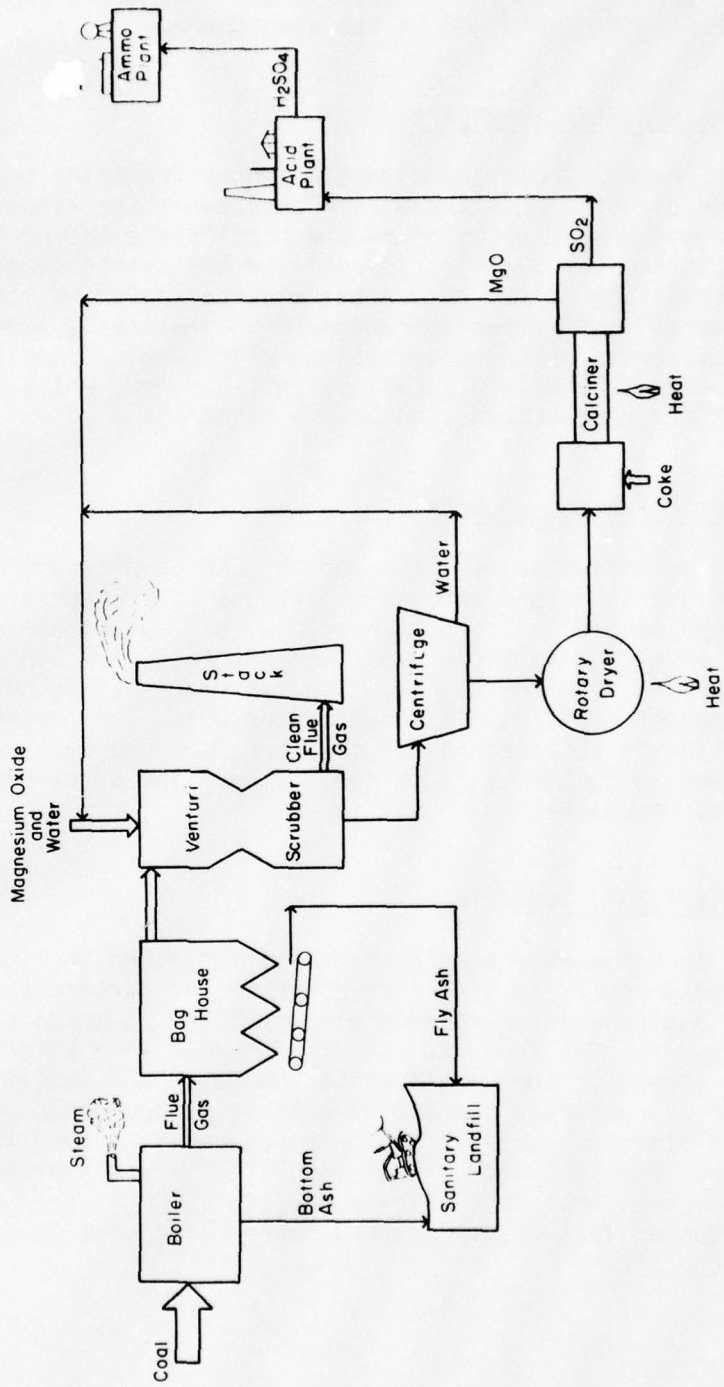 Coal
Steam
Boiler
Flue
Gas
Bottom
Ash
Bag
House
Fly Ash
Sanitary
Landfill
Magnesium Oxide
and
Water
Venturi
Scrubber
Clean
Flue
Gas
Stack
Centrifuge
Water
Rotary
Dryer
Heat
Coke
Calciner
Heat
MgO
SO2
Acid
Plant
H2SO4
Ammo
Plant